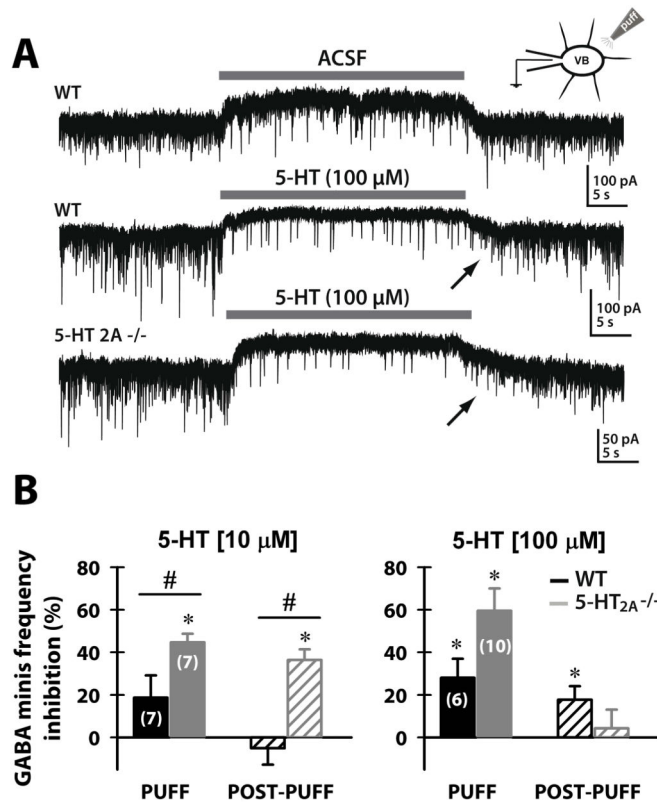 A
puff
VB
ACSF
WT
100 pA
5 s
5-HT (100 µM)
WT
100 pA
5 s
5-HT (100 µM)
5-HT 2A -/-
50 pA
5 s
B
5-HT [10 µM]
GABA minis frequency
inhibition (%)
80
60
40
20
0
#
*
(7)
(7)
#
*
PUFF POST-PUFF
5-HT [100 µM]
WT
5-HT2A-/-
80
60
40
20
0
*
(6)
*
(10)
*
PUFF POST-PUFF